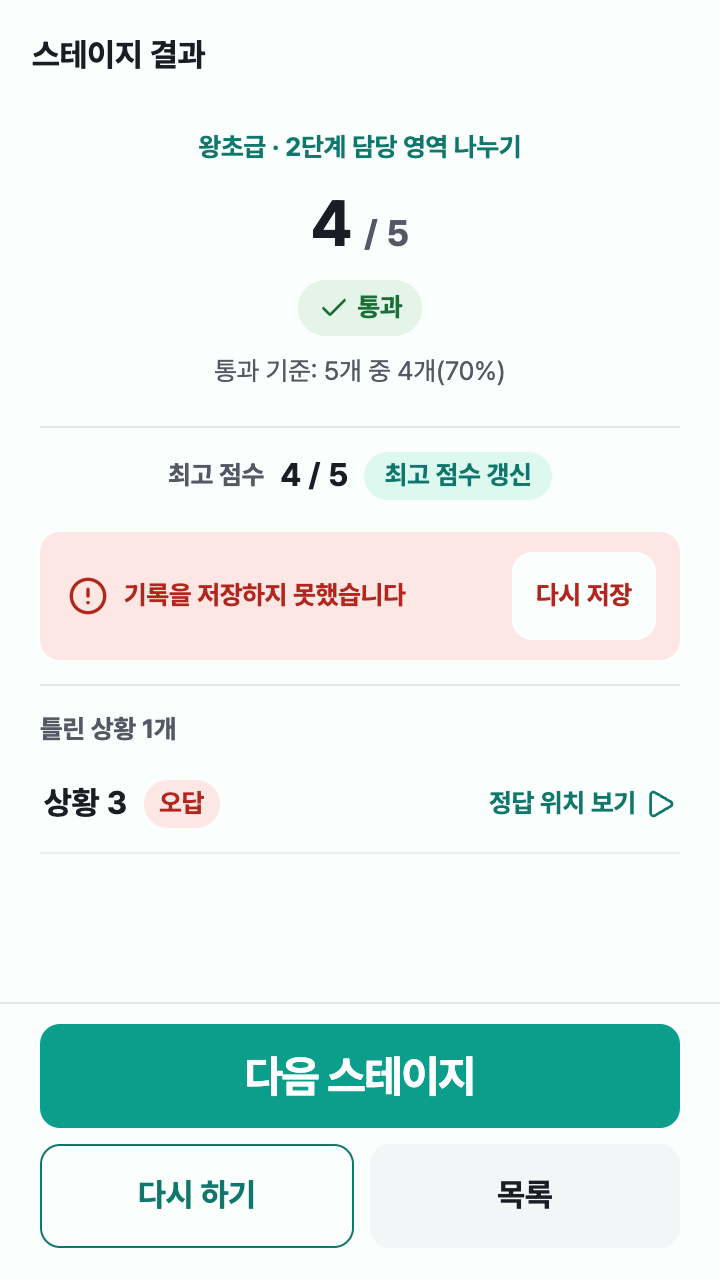 스테이지 결과
왕초급 · 2단계 담당 영역 나누기
4 / 5
통과
통과 기준: 5개 중 4개(70%)
최고 점수 4 / 5 최고 점수 갱신
기록을 저장하지 못했습니다 다시 저장
틀린 상황 1개
상황 3 오답 정답 위치 보기
다음 스테이지
다시 하기 목록